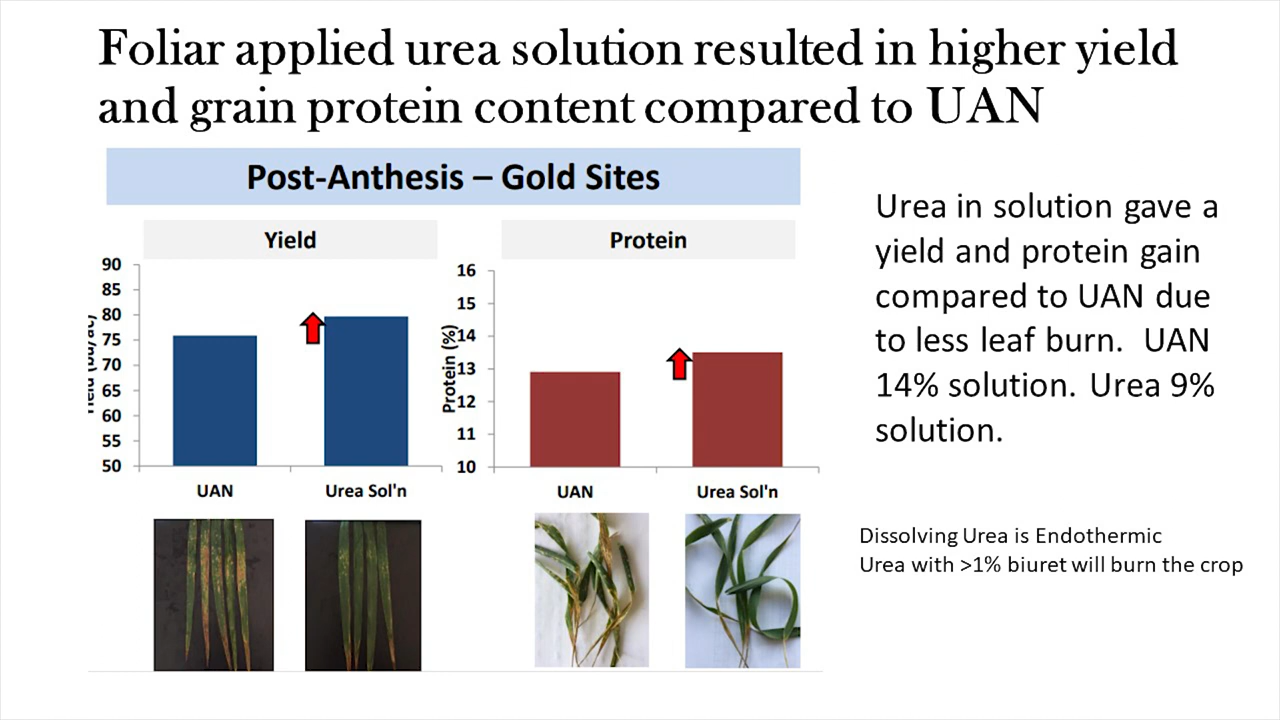 Foliar applied urea solution resulted in higher yield
and grain protein content compared to UAN
Post-Anthesis – Gold Sites
Yield
90
85
80
75
70
65
60
55
50
UAN
Urea Sol'n
Protein
Protein (%)
16
15
14
13
12
11
10
UAN
Urea Sol'n
Urea in solution gave a
yield and protein gain
compared to UAN due
to less leaf burn. UAN
14% solution. Urea 9%
solution.
Dissolving Urea is Endothermic
Urea with >1% biuret will burn the crop